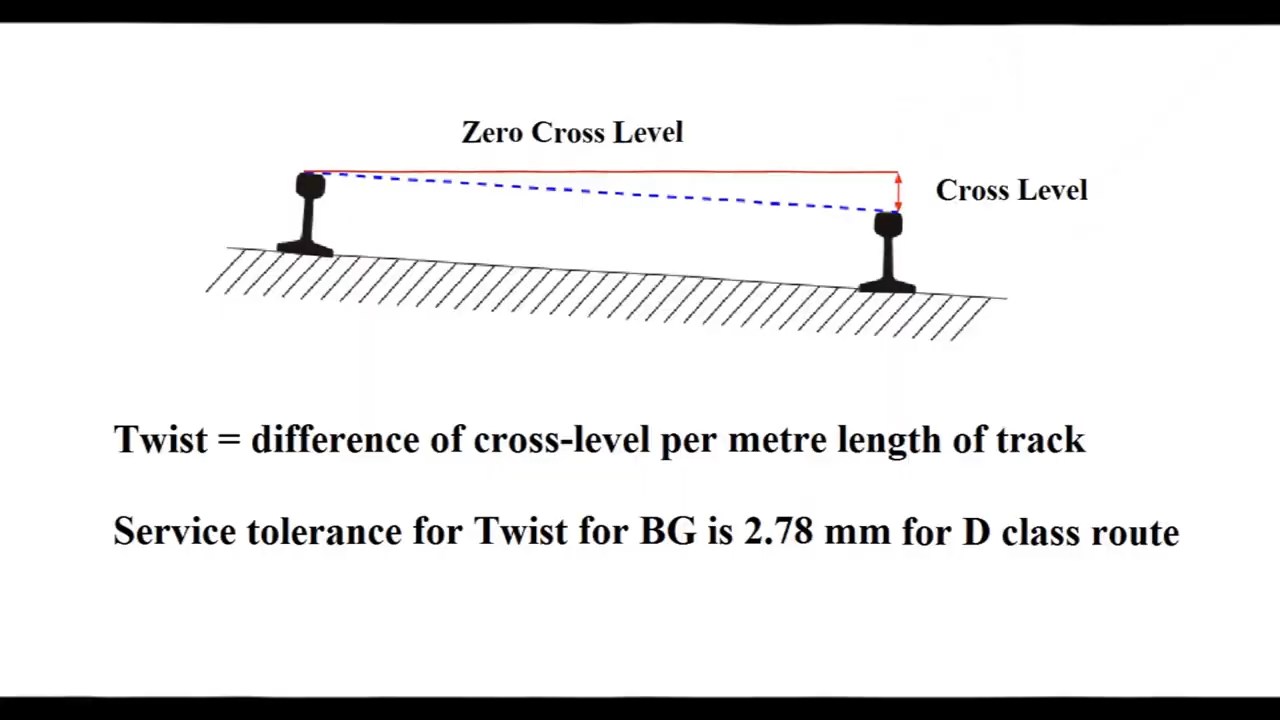 Zero Cross Level
Cross Level
Twist = difference of cross-level per metre length of track
Service tolerance for Twist for BG is 2.78 mm for D class route